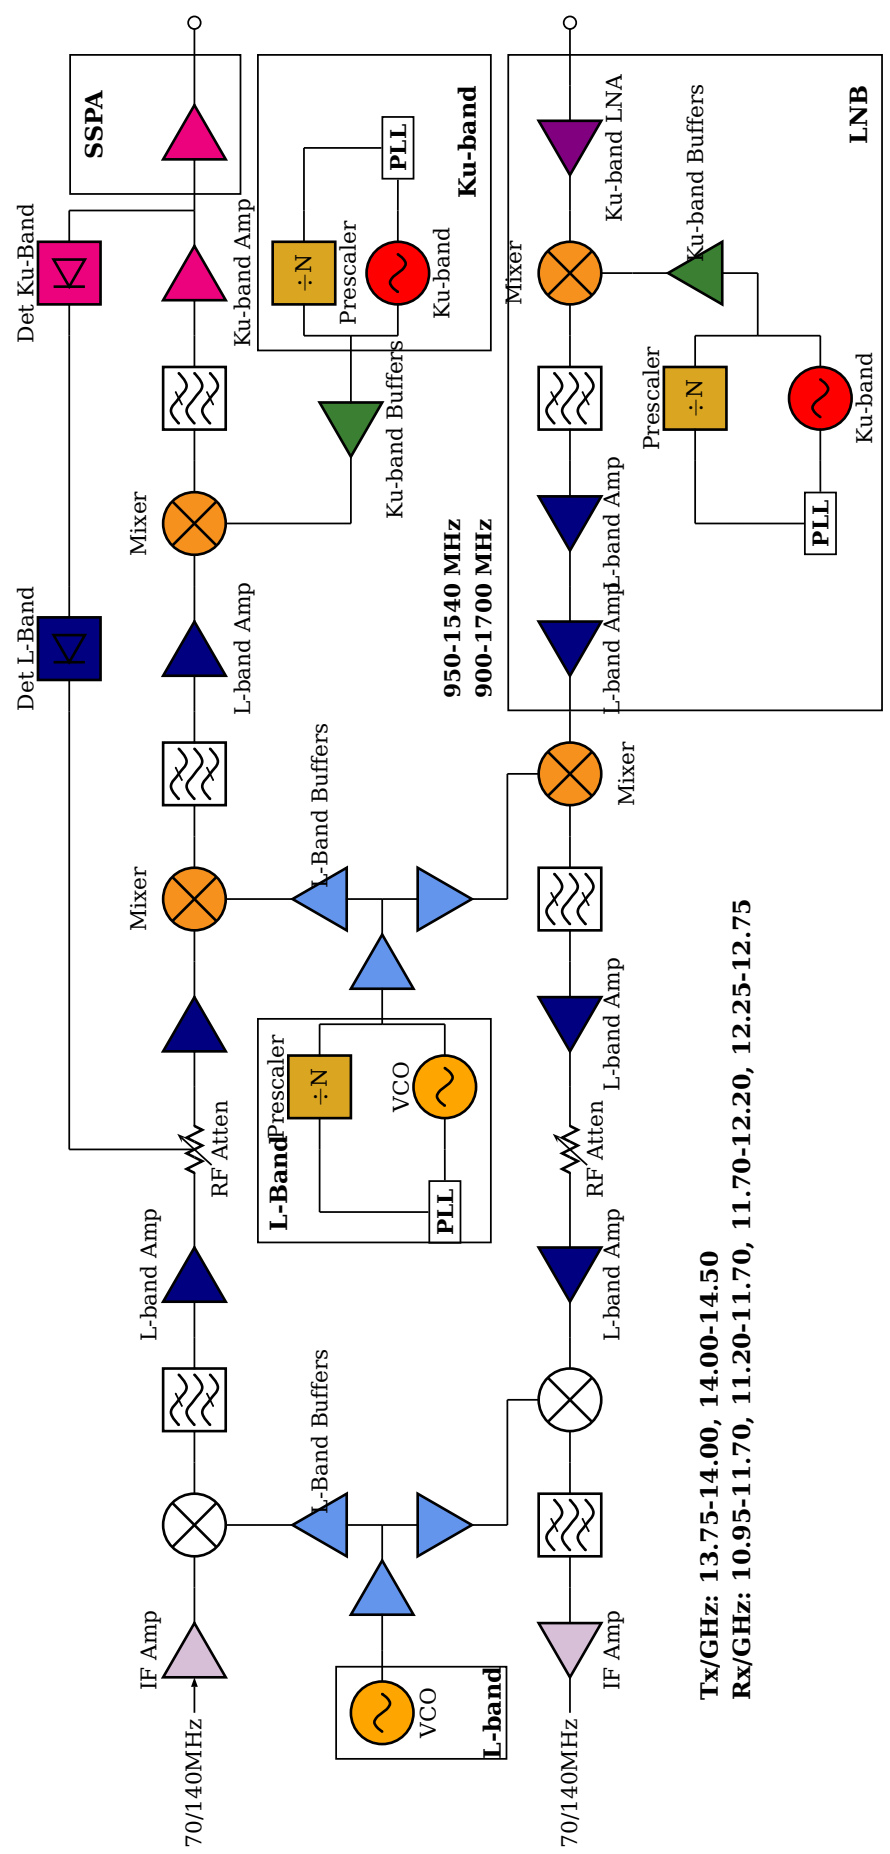 Det L-Band
Det Ku-Band
SSPA
IF Amp
L-band Amp
Mixer
Mixer
70/140MHz
RF Atten
L-band Amp
Ku-band Amp
L-Band Buffers
L-Band
Prescaler
÷N
L-Band Buffers
÷N
Prescaler
VCO
VCO
PLL
Ku-band Buffers
PLL
Ku-band
Ku-band
L-band
950-1540 MHz
900-1700 MHz
Mixer
70/140MHz
IF Amp
L-band Amp
RF Atten
L-band Amp
Mixer
L-band Amp
L-band Amp
Ku-band LNA
Ku-band Buffers
Prescaler
÷N
PLL
Ku-band
LNB
Tx/GHz: 13.75-14.00, 14.00-14.50
Rx/GHz: 10.95-11.70, 11.20-11.70, 11.70-12.20, 12.25-12.75